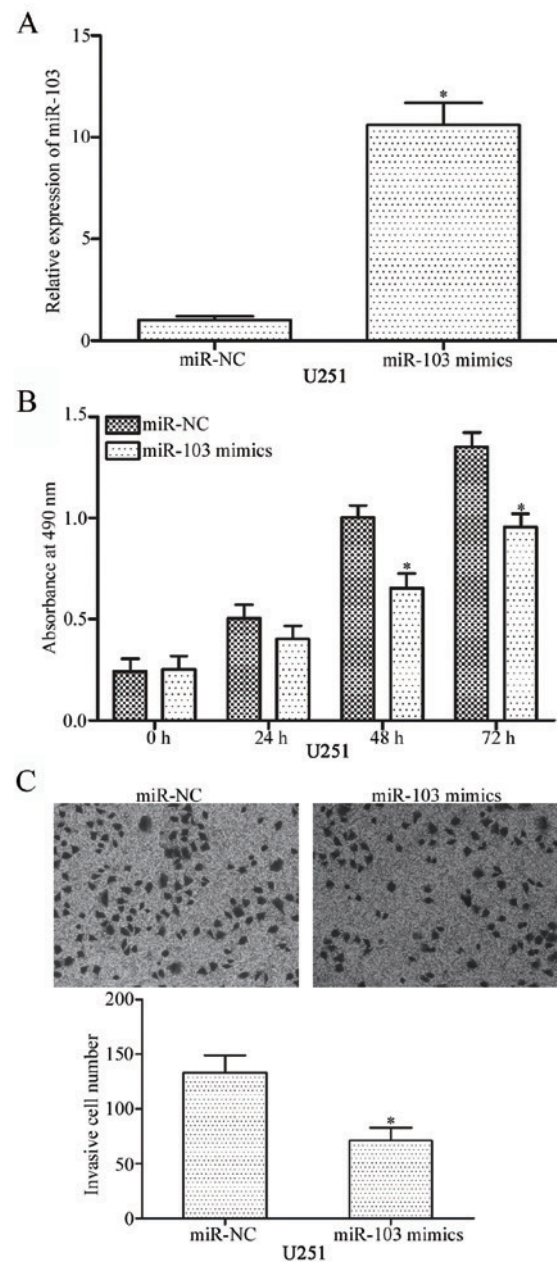 A
Relative expression of miR-103
15
10
5
0
*
miR-NC
miR-103 mimics
U251
B
miR-NC
miR-103 mimics
Absorbance at 490 nm
1.5
1.0
0.5
0.0
*
*
0 h
24 h
48 h
72 h
U251
C
miR-NC
miR-103 mimics
Invasive cell number
200
150
100
50
0
*
miR-NC
miR-103 mimics
U251